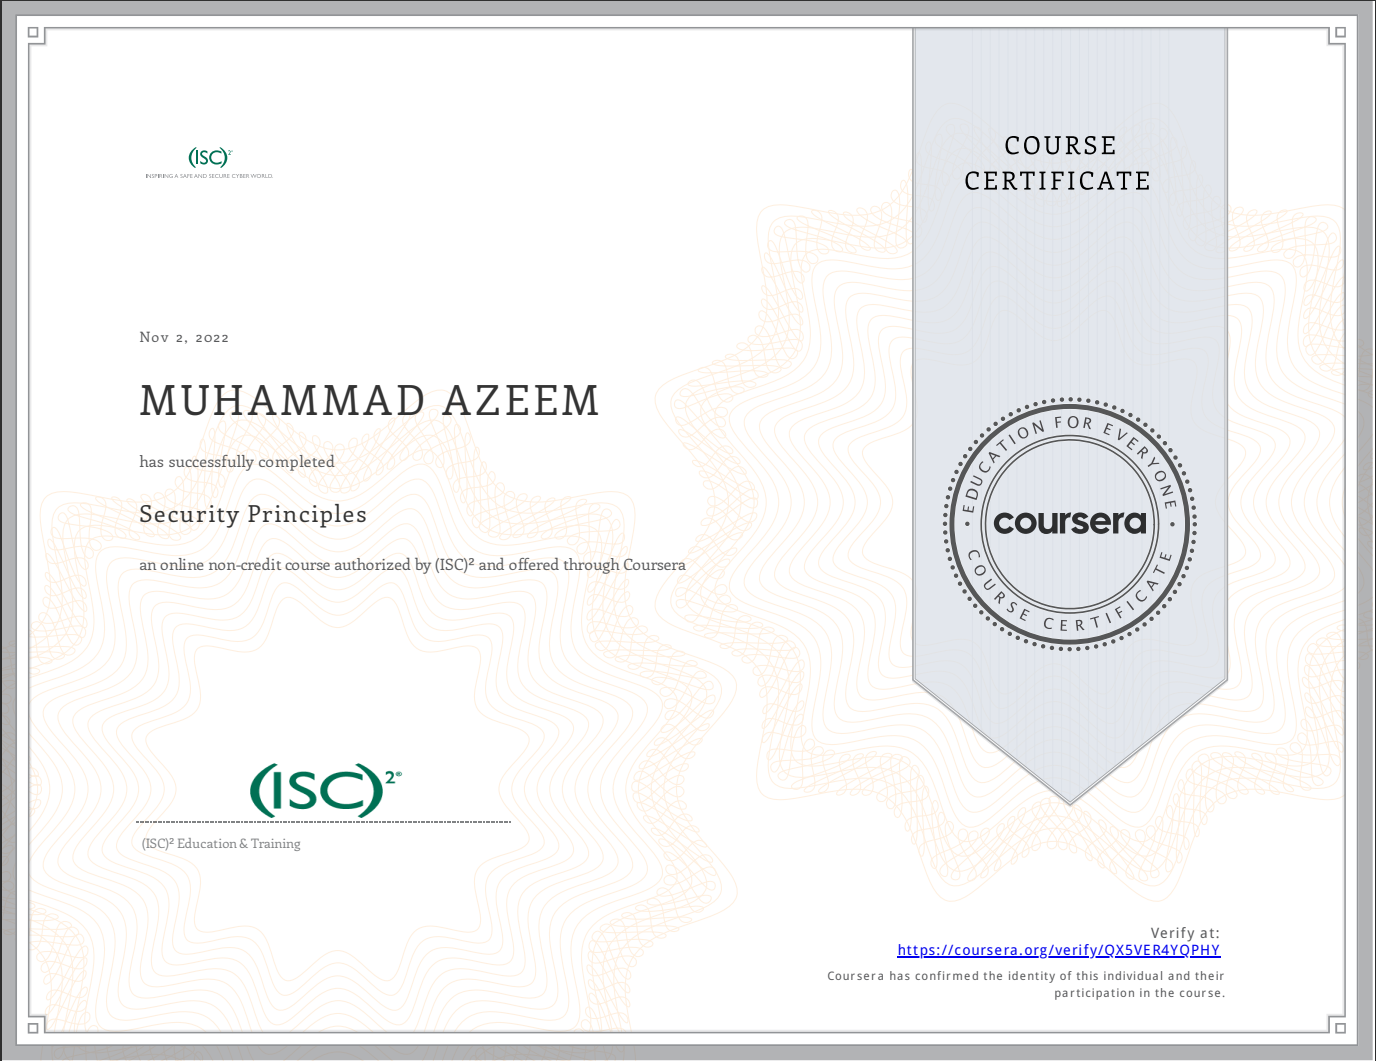 (ISC)²
INSPIRING A SAFE AND SECURE CYBER WORLD.
COURSE
CERTIFICATE
Nov 2, 2022
MUHAMMAD AZEEM
has successfully completed
Security Principles
an online non-credit course authorized by (ISC)² and offered through Coursera
EDUCATION FOR EVERYONE
coursera
COURSE CERTIFICATE
(ISC)²®
(ISC)² Education & Training
Verify at:
https://coursera.org/verify/QX5VER4YQPHY
Coursera has confirmed the identity of this individual and their
participation in the course.